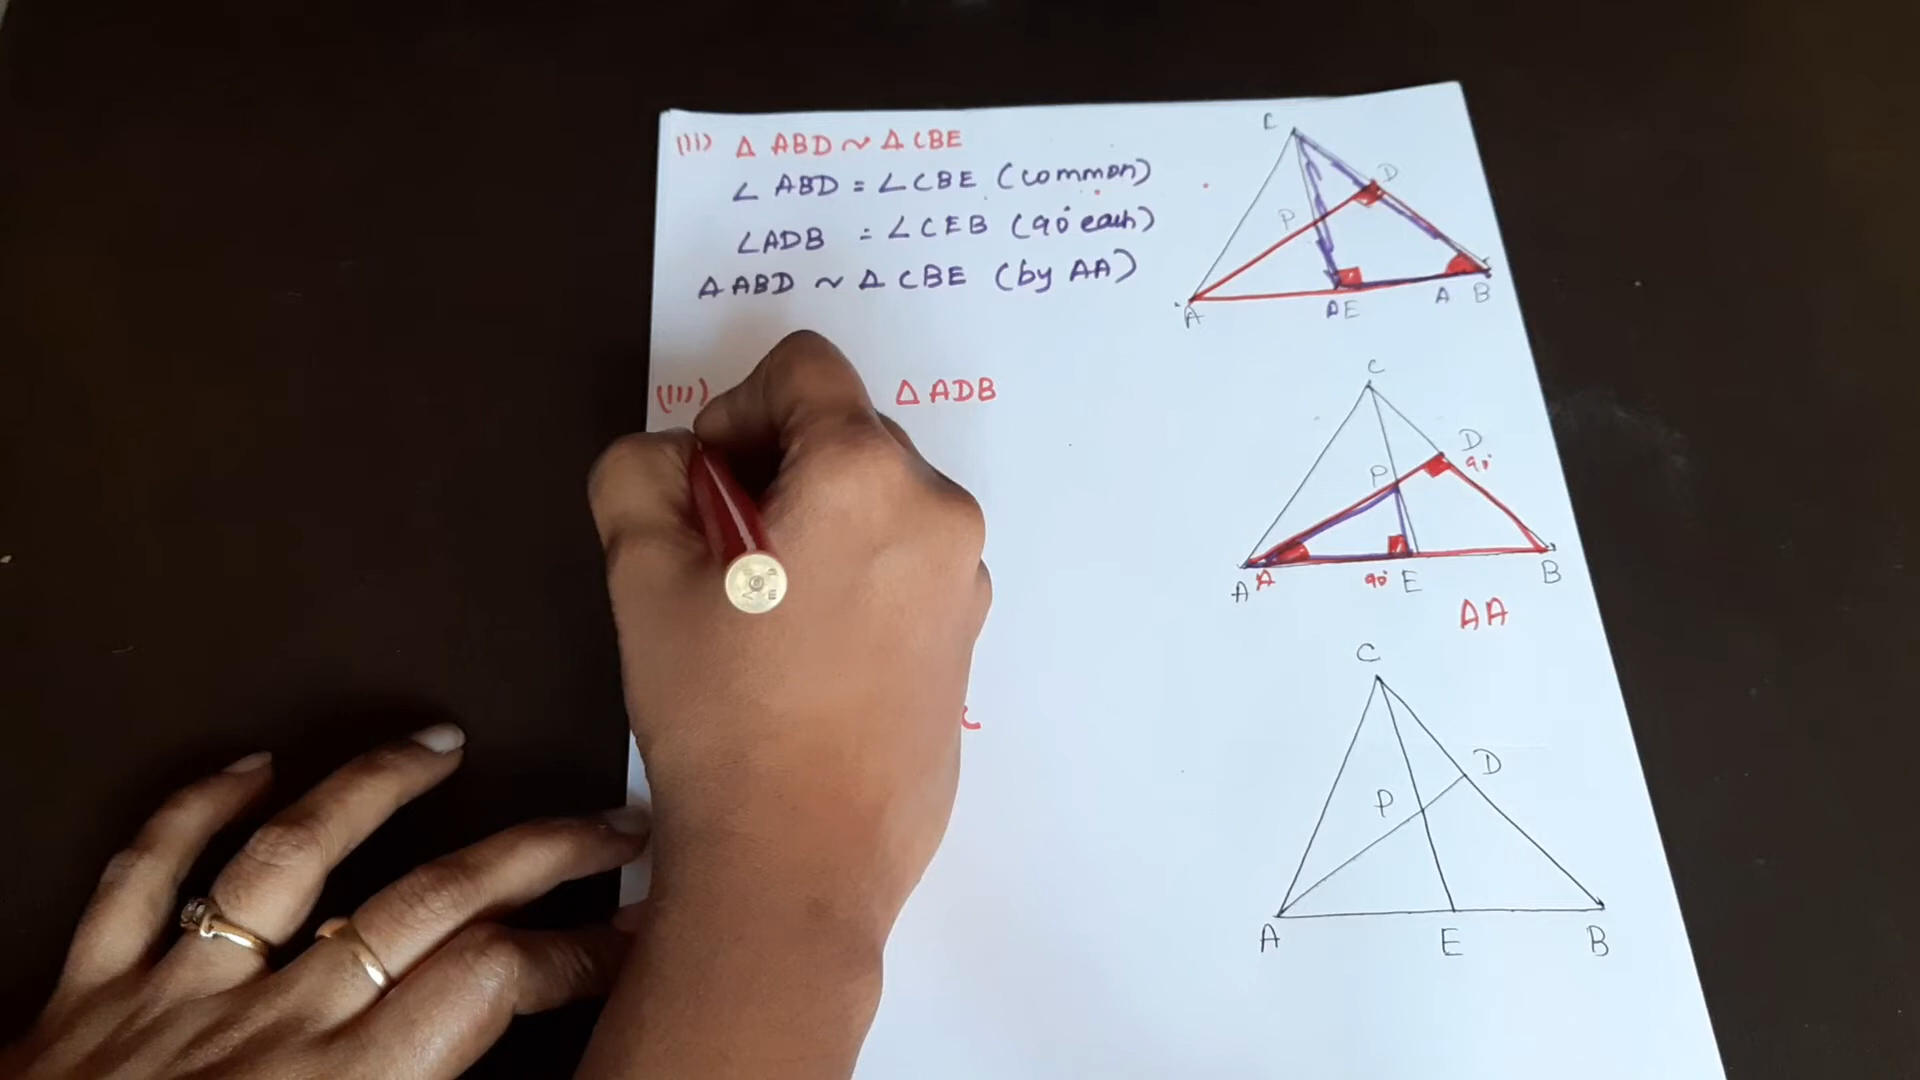 (ii) Δ ABD ~ Δ CBE
∠ ABD = ∠CBE (common)
∠ADB = ∠CEB (90° each)
Δ ABD ~ Δ CBE (by AA)
C
D
P
A
E
A
B
(iii)
Δ ADB
C
D
90°
P
A
A
90°
E
B
AA
C
D
P
A
E
B